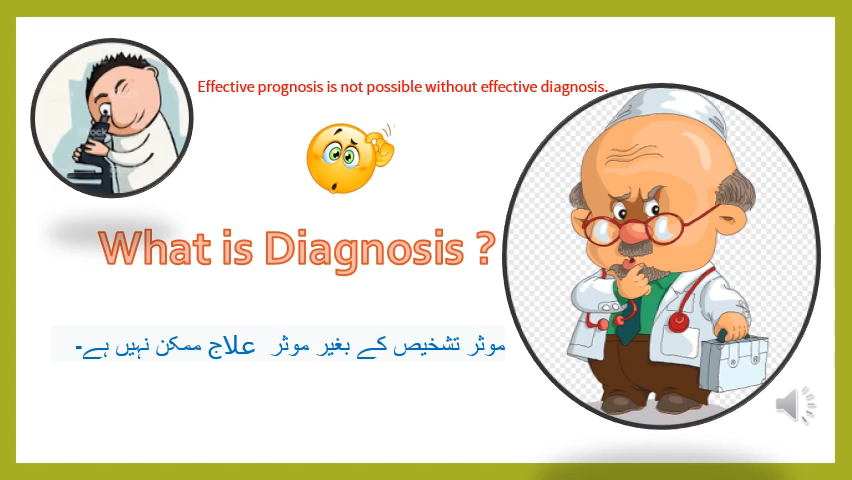 Effective prognosis is not possible without effective diagnosis.
What is Diagnosis ?
موثر تشخیص کے بغیر موثر علاج ممکن نہیں ہے-